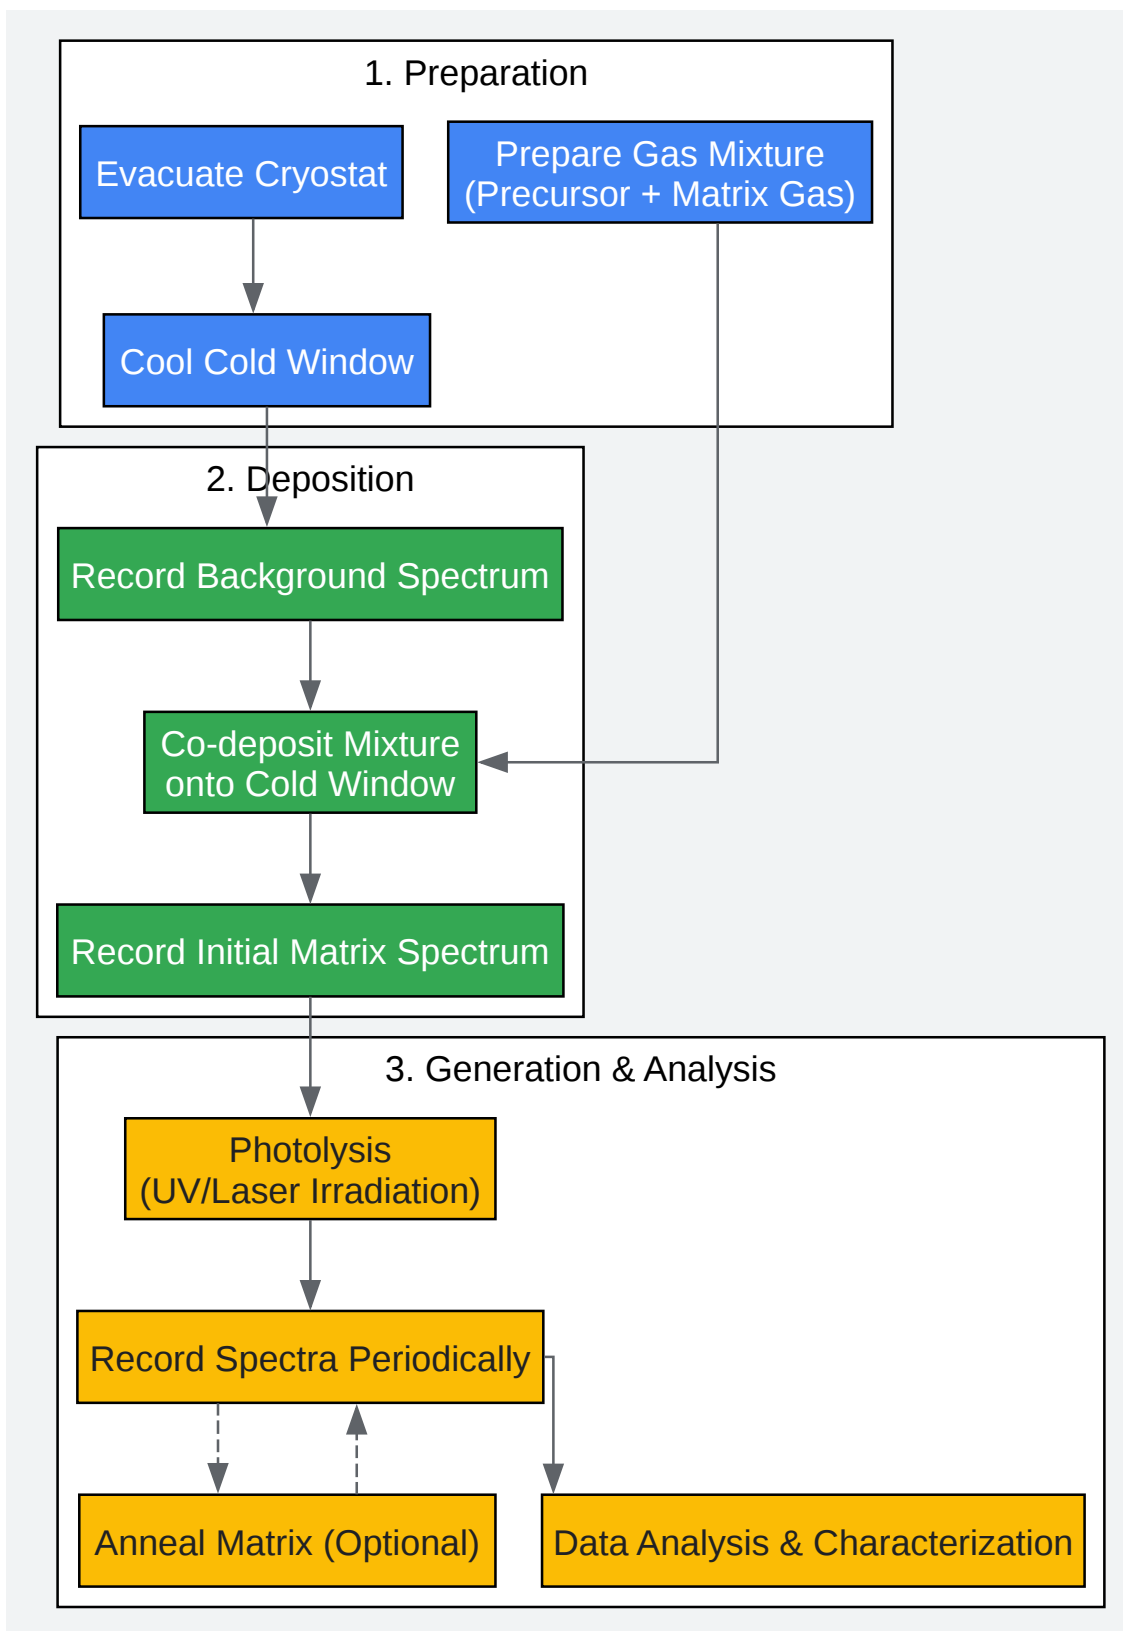 1. Preparation
Evacuate Cryostat
Prepare Gas Mixture
(Precursor + Matrix Gas)
Cool Cold Window
2. Deposition
Record Background Spectrum
Co-deposit Mixture
onto Cold Window
Record Initial Matrix Spectrum
3. Generation & Analysis
Photolysis
(UV/Laser Irradiation)
Record Spectra Periodically
Anneal Matrix (Optional)
Data Analysis & Characterization